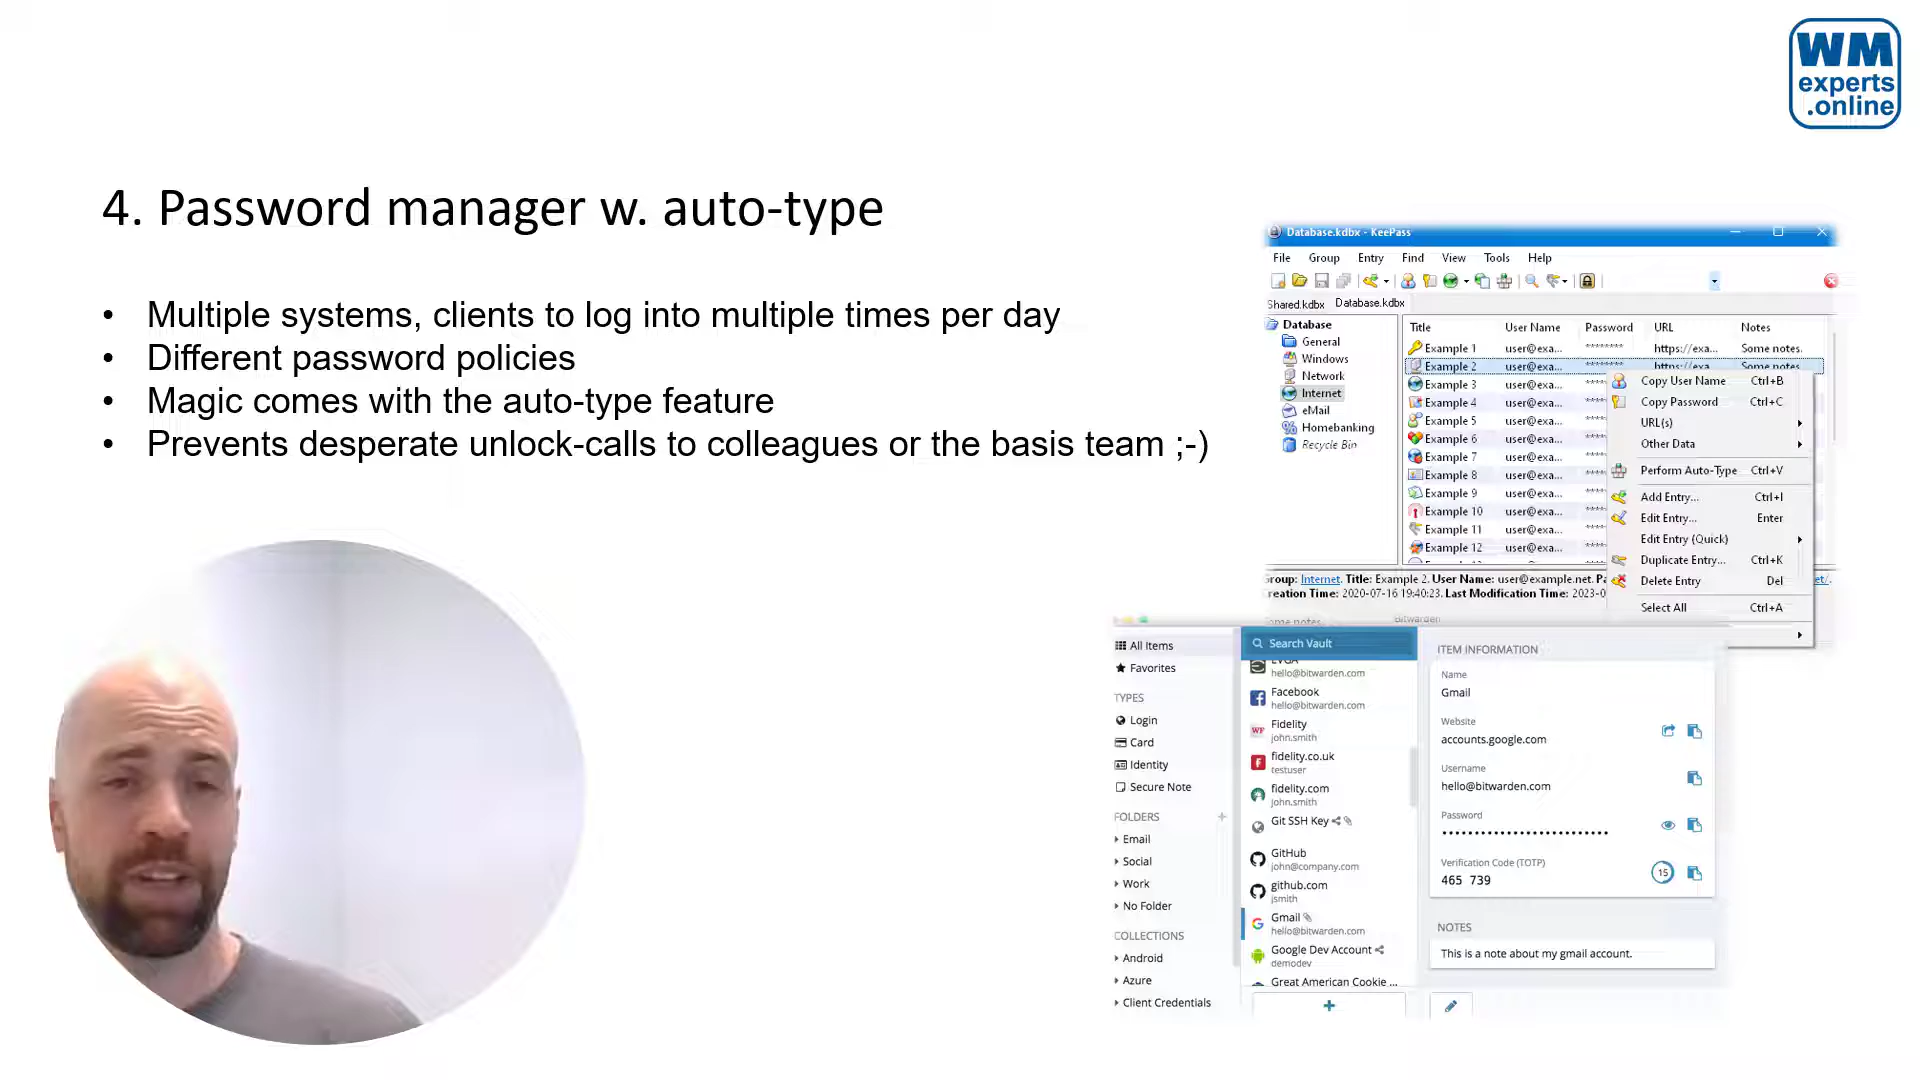 WM
experts
.online
4. Password manager w. auto-type
• Multiple systems, clients to log into multiple times per day
• Different password policies
• Magic comes with the auto-type feature
• Prevents desperate unlock-calls to colleagues or the basis team ;-)
Database.kdbx - KeePass
File Group Entry Find View Tools Help
Shared.kdbx Database.kdbx
Database
General
Windows
Network
Internet
eMail
Homebanking
Recycle Bin
Title User Name Password URL Notes
Example 1 user@exa... ******** https://exa... Some notes.
Example 2 user@exa... ******** https://exa... Some notes
Example 3 user@exa...
Example 4 user@exa...
Example 5 user@exa...
Example 6 user@exa...
Example 7 user@exa...
Example 8 user@exa...
Example 9 user@exa...
Example 10 user@exa...
Example 11 user@exa...
Example 12 user@exa...
Copy User Name Ctrl+B
Copy Password Ctrl+C
URL(s)
Other Data
Perform Auto-Type Ctrl+V
Add Entry... Ctrl+I
Edit Entry... Enter
Edit Entry (Quick)
Duplicate Entry... Ctrl+K
Delete Entry Del
Select All Ctrl+A
Group: Internet. Title: Example 2. User Name: user@example.net.
reation Time: 2020-07-16 19:40:23. Last Modification Time: 2023-0
Some notes
Bitwarden
All Items
Favorites
TYPES
Login
Card
Identity
Secure Note
FOLDERS +
Email
Social
Work
No Folder
COLLECTIONS
Android
Azure
Client Credentials
Search Vault
EVGA
hello@bitwarden.com
Facebook
hello@bitwarden.com
Fidelity
john.smith
fidelity.co.uk
testuser
fidelity.com
john.smith
Git SSH Key
GitHub
john@company.com
github.com
jsmith
Gmail
hello@bitwarden.com
Google Dev Account
demodev
Great American Cookie ...
+
ITEM INFORMATION
Name
Gmail
Website
accounts.google.com
Username
hello@bitwarden.com
Password
Verification Code (TOTP)
465 739
15
NOTES
This is a note about my gmail account.